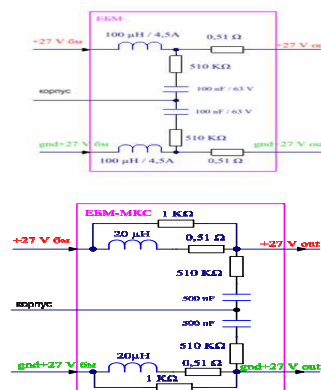 ЕБМ
+27 V бм
0,51 Ω
+27 V out
100 μH / 4,5A
510 KΩ
100 nF / 63 V
корпус
100 nF / 63 V
510 KΩ
gnd+27 V бм
gnd+27 V out
100 μH / 4,5A
0,51 Ω
ЕБМ-МКС
1 KΩ
20 μH
+27 V бм
0,51 Ω
+27 V out
510 KΩ
500 nF
корпус
500 nF
510 KΩ
20μH
0,51 Ω
gnd+27 V бм
gnd+27 V out
1 KΩ